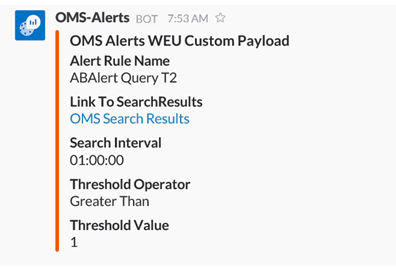 OMS-Alerts BOT 7:53 AM
OMS Alerts WEU Custom Payload
Alert Rule Name
ABAlert Query T2
Link To SearchResults
OMS Search Results
Search Interval
01:00:00
Threshold Operator
Greater Than
Threshold Value
1